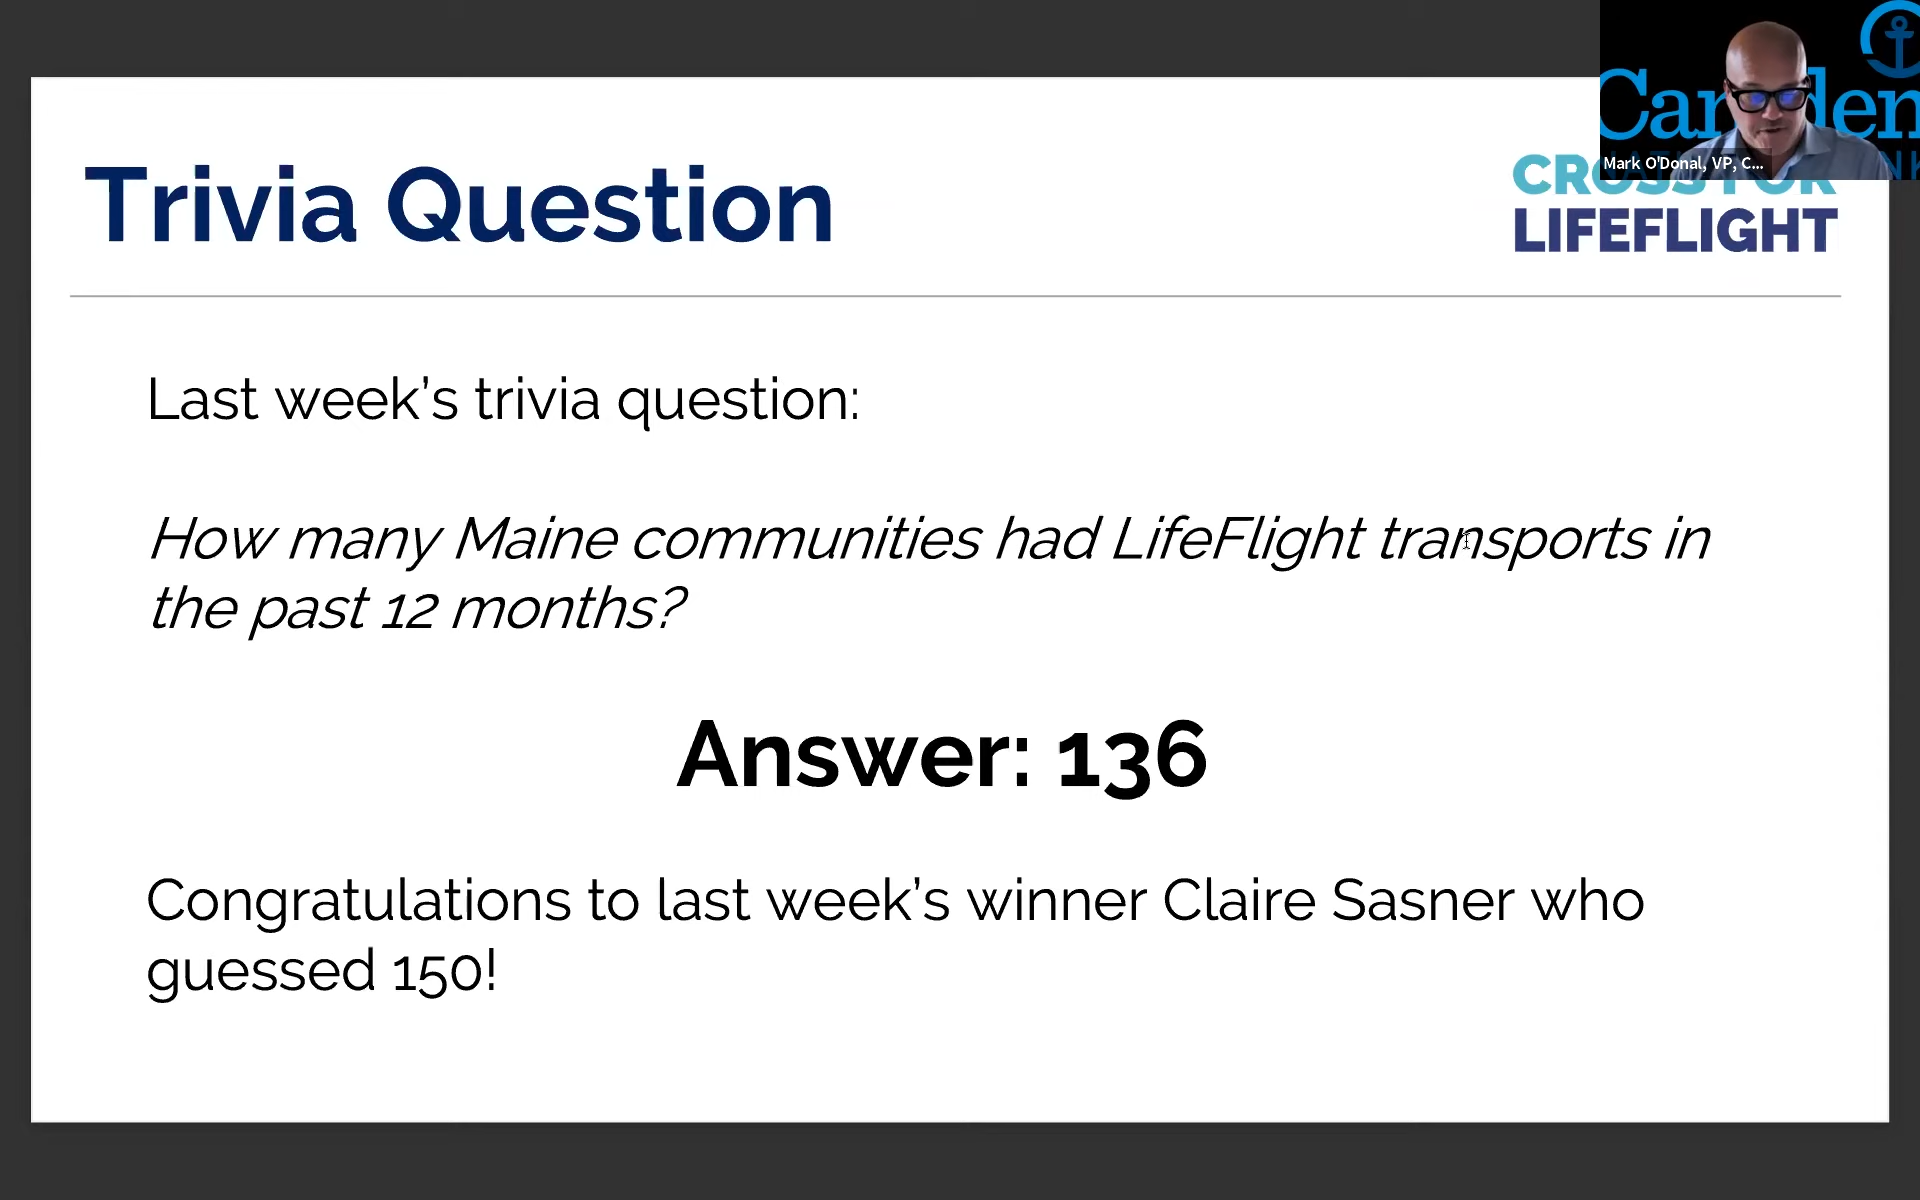 Trivia Question
Camden
Mark O'Donal, VP, C...
CROSS FOR
LIFEFLIGHT
Last week’s trivia question:
How many Maine communities had LifeFlight transports in
the past 12 months?
Answer: 136
Congratulations to last week’s winner Claire Sasner who
guessed 150!